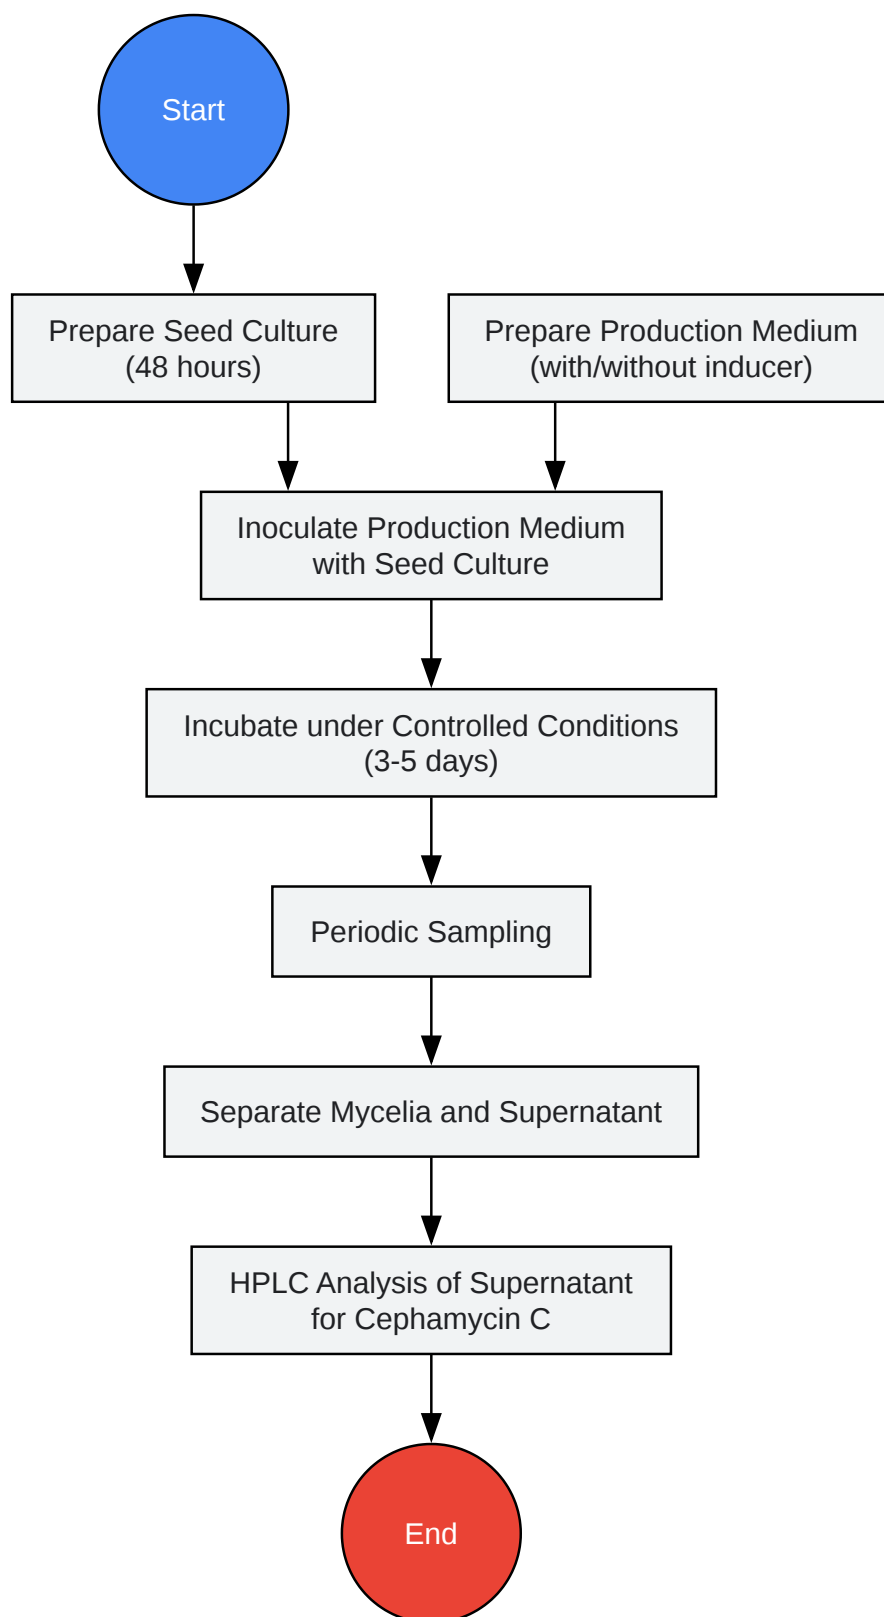 Start
Prepare Seed Culture
(48 hours)
Prepare Production Medium
(with/without inducer)
Inoculate Production Medium
with Seed Culture
Incubate under Controlled Conditions
(3-5 days)
Periodic Sampling
Separate Mycelia and Supernatant
HPLC Analysis of Supernatant
for Cephamycin C
End